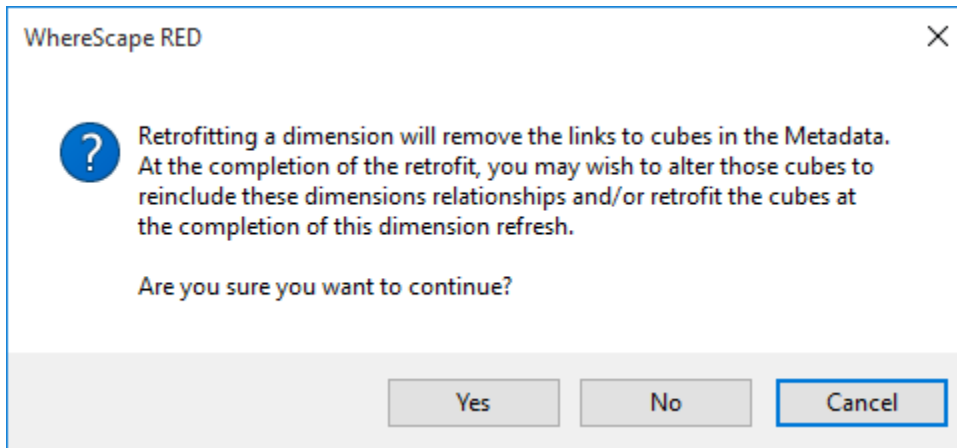 WhereScape RED
Retrofitting a dimension will remove the links to cubes in the Metadata.
At the completion of the retrofit, you may wish to alter those cubes to
reinclude these dimensions relationships and/or retrofit the cubes at
the completion of this dimension refresh.
Are you sure you want to continue?
Yes
No
Cancel